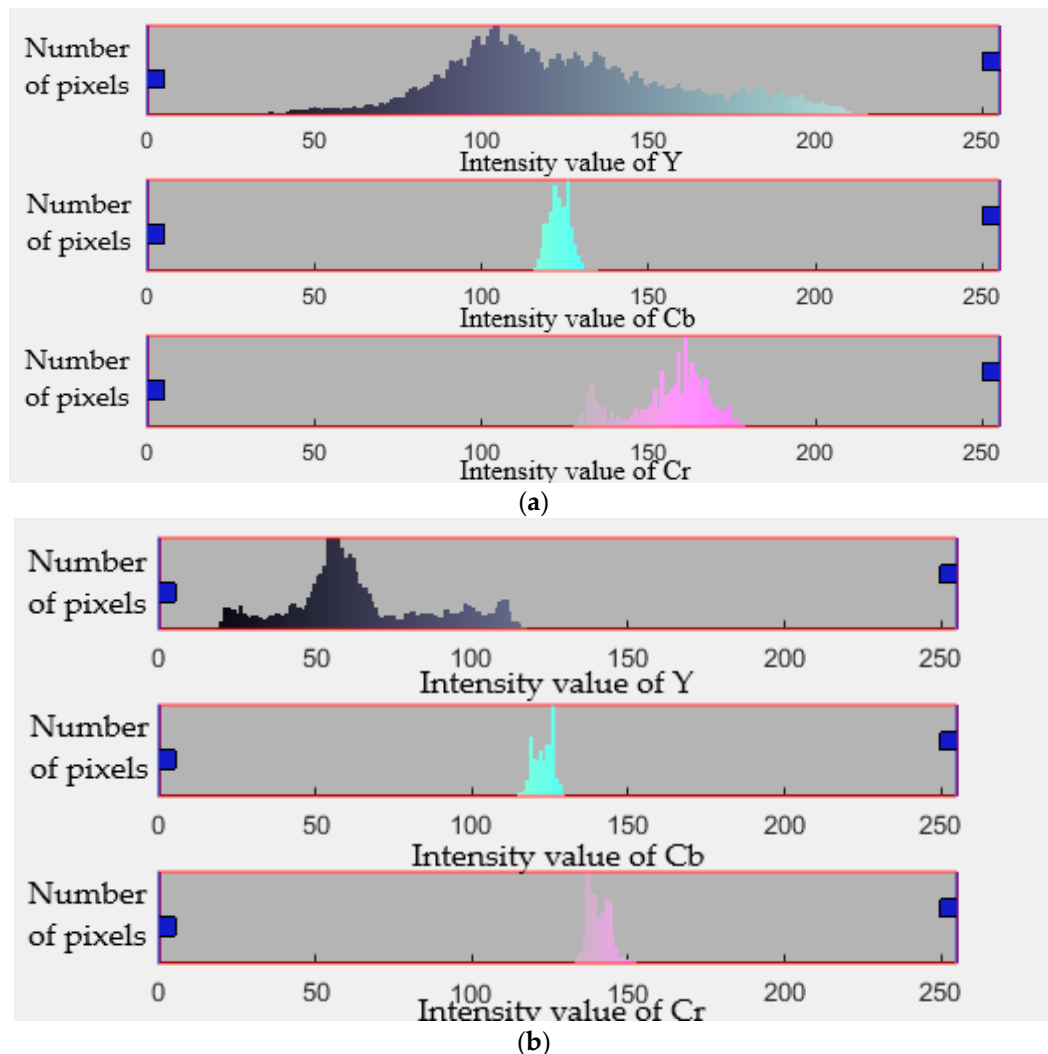 Number
of pixels
0 50 100 150 200 250
Intensity value of Y
Number
of pixels
0 50 100 150 200 250
Intensity value of Cb
Number
of pixels
0 50 100 150 200 250
Intensity value of Cr
(a)
Number
of pixels
0 50 100 150 200 250
Intensity value of Y
Number
of pixels
0 50 100 150 200 250
Intensity value of Cb
Number
of pixels
0 50 100 150 200 250
Intensity value of Cr
(b)